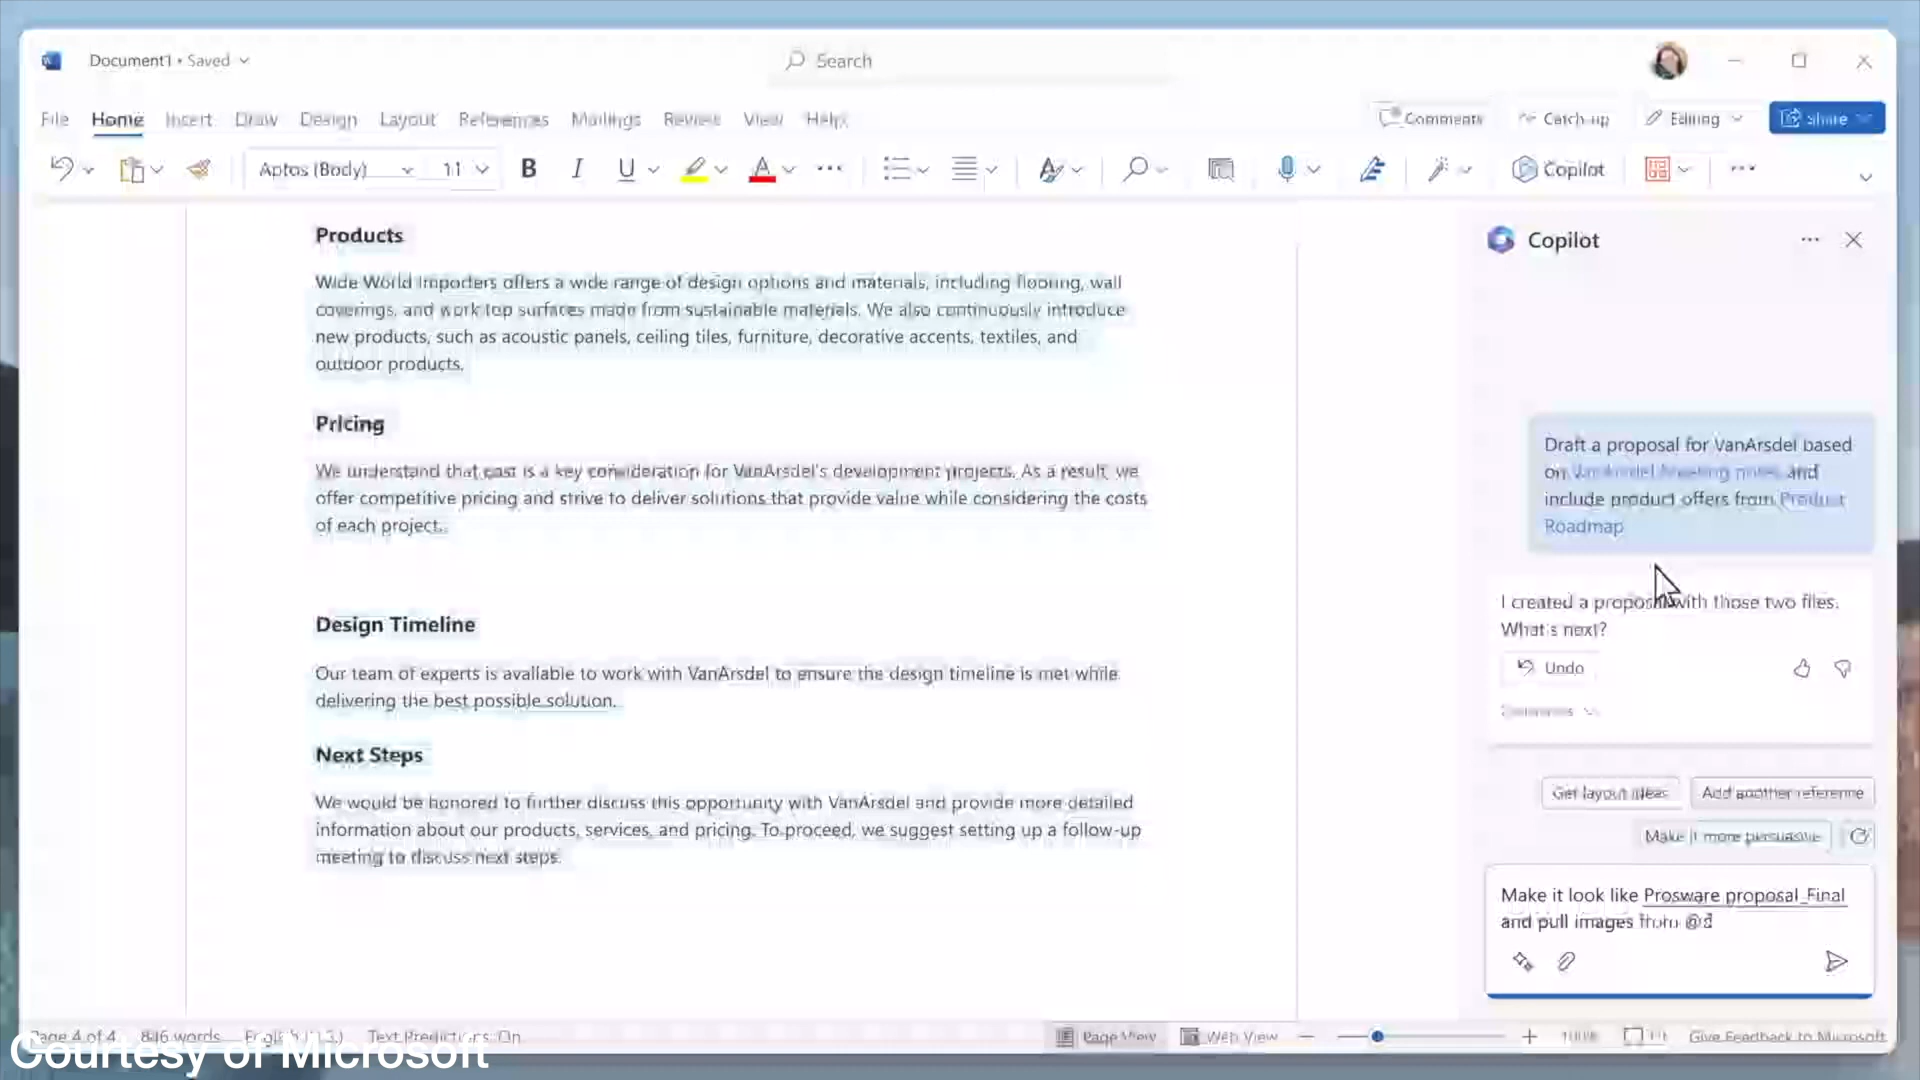 Document1 • Saved
Search
File Home Insert Draw Design Layout References Mailings Review View Help
Comments Catch-up Editing Share
Aptos (Body) 11 B I U A Copilot
Products
Wide World Importers offers a wide range of design options and materials, including flooring, wall
coverings, and work top surfaces made from sustainable materials. We also continuously introduce
new products, such as acoustic panels, ceiling tiles, furniture, decorative accents, textiles, and
outdoor products.
Pricing
We understand that cost is a key consideration for VanArsdel's development projects. As a result, we
offer competitive pricing and strive to deliver solutions that provide value while considering the costs
of each project.
Design Timeline
Our team of experts is available to work with VanArsdel to ensure the design timeline is met while
delivering the best possible solution.
Next Steps
We would be honored to further discuss this opportunity with VanArsdel and provide more detailed
information about our products, services, and pricing. To proceed, we suggest setting up a follow-up
meeting to discuss next steps.
Copilot
Draft a proposal for VanArsdel based
on VanArsdel Meeting notes and
include product offers from Product
Roadmap
I created a proposal with those two files.
What's next?
Undo
Get layout ideas Add another reference
Make it more persuasive
Make it look like Prosware proposal_Final
and pull images from
Page 4 of 4 846 words Text Predictions: On
Page View Web View 100% Fit Give Feedback to Microsoft
Courtesy of Microsoft